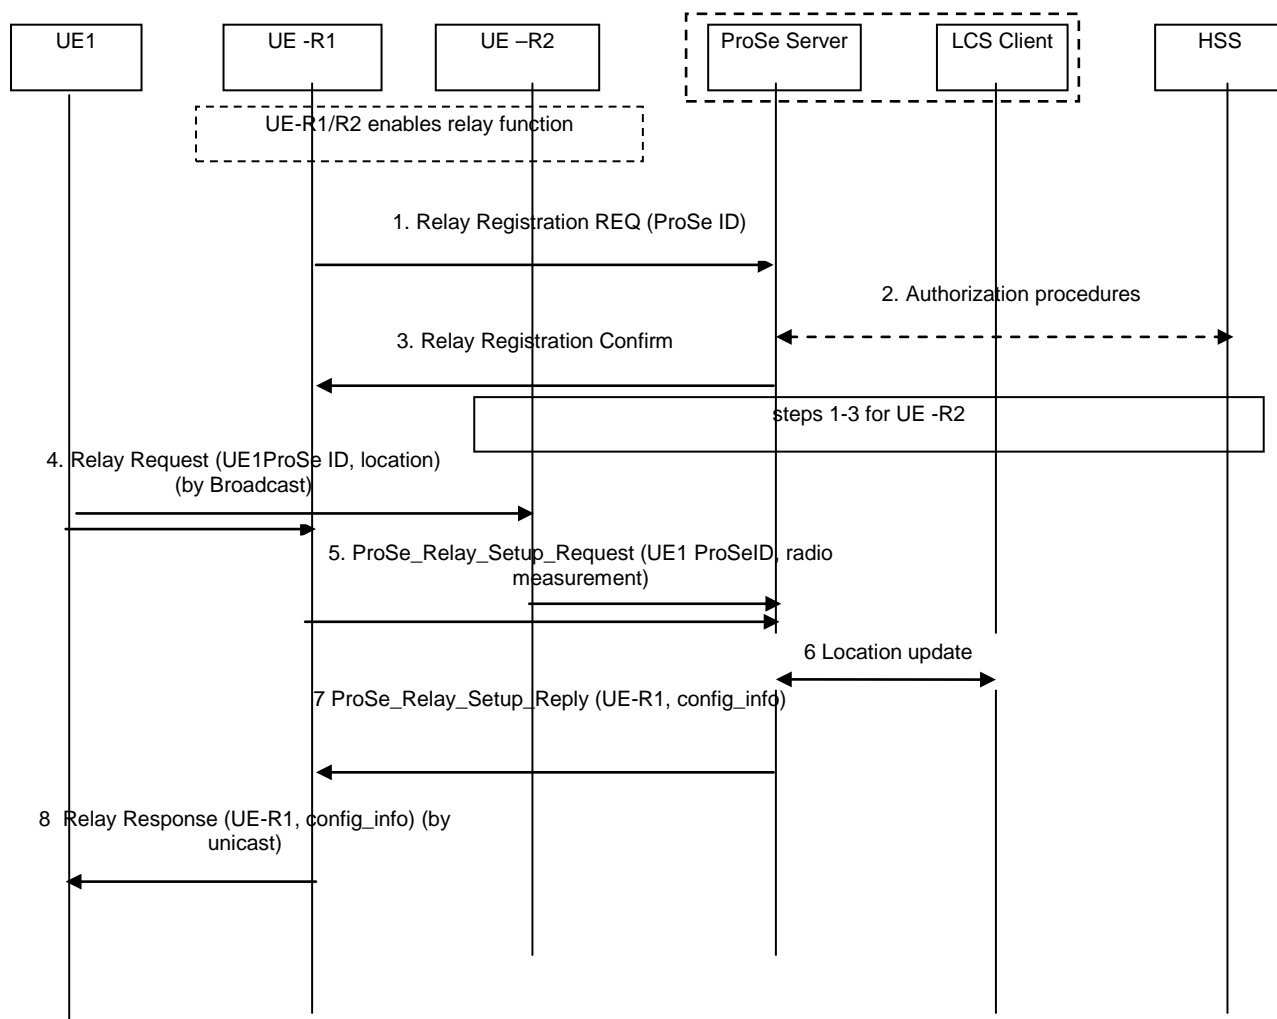 UE1
UE -R1
UE –R2
ProSe Server
LCS Client
HSS
UE-R1/R2 enables relay function
1. Relay Registration REQ (ProSe ID)
2. Authorization procedures
3. Relay Registration Confirm
steps 1-3 for UE -R2
4. Relay Request (UE1ProSe ID, location)
(by Broadcast)
5. ProSe_Relay_Setup_Request (UE1 ProSeID, radio
measurement)
6 Location update
7 ProSe_Relay_Setup_Reply (UE-R1, config_info)
8 Relay Response (UE-R1, config_info) (by
unicast)